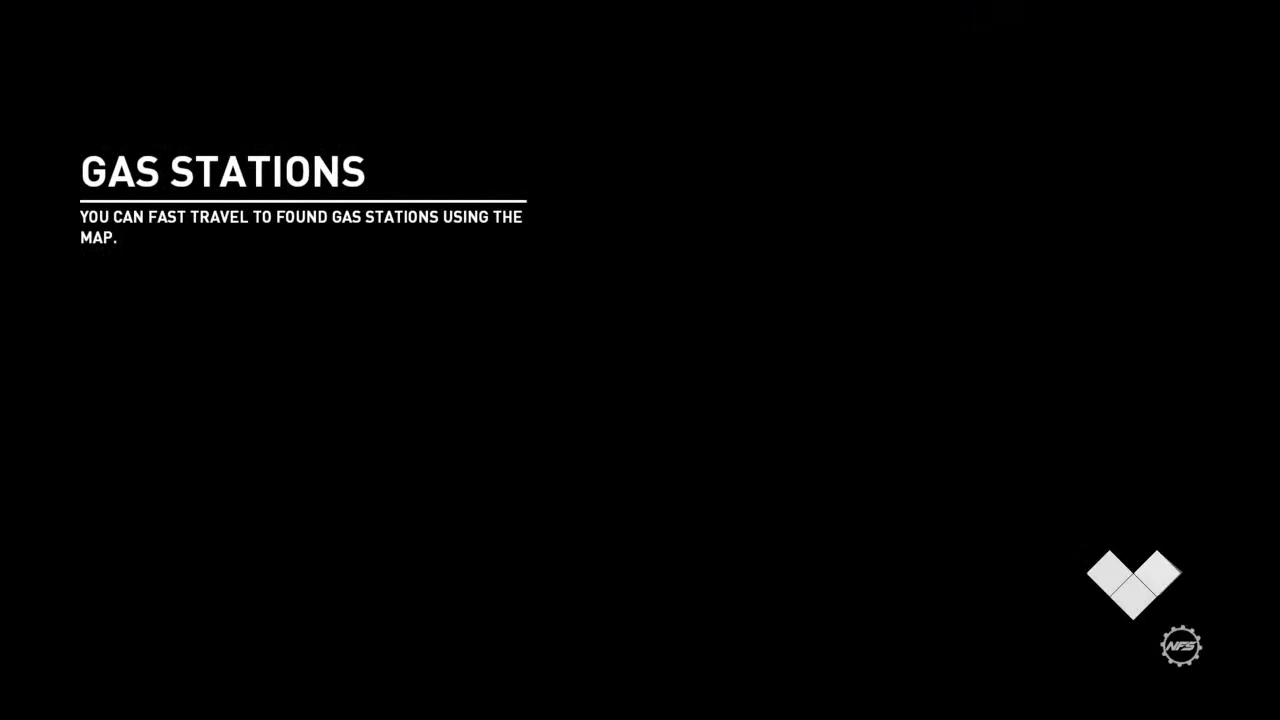 GAS STATIONS
YOU CAN FAST TRAVEL TO FOUND GAS STATIONS USING THE
MAP.
NFS